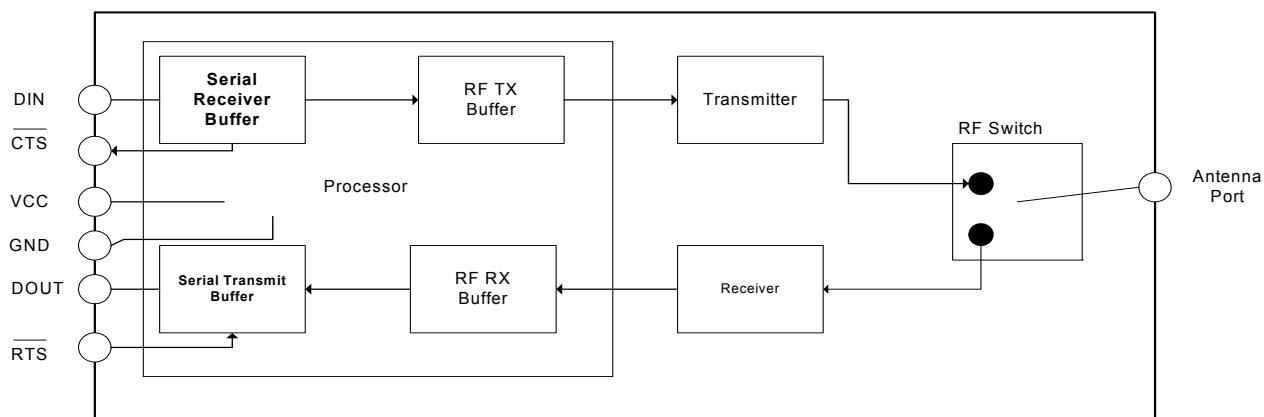 DIN
CTS
VCC
GND
DOUT
RTS
Serial
Receiver
Buffer
RF TX
Buffer
Transmitter
RF Switch
Antenna
Port
Processor
Serial Transmit
Buffer
RF RX
Buffer
Receiver